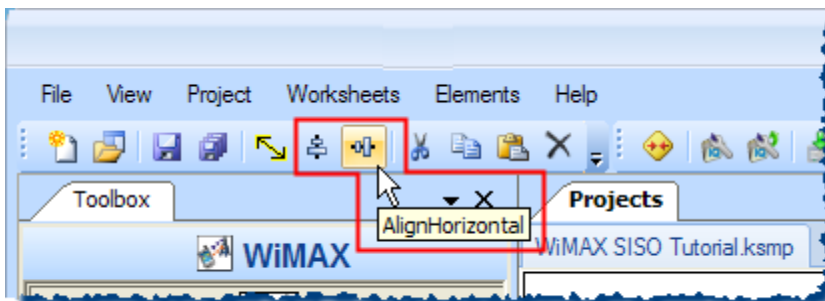 File View Project Worksheets Elements Help
Toolbox
Projects
AlignHorizontal
WiMAX
WiMAX SISO Tutorial.ksmp